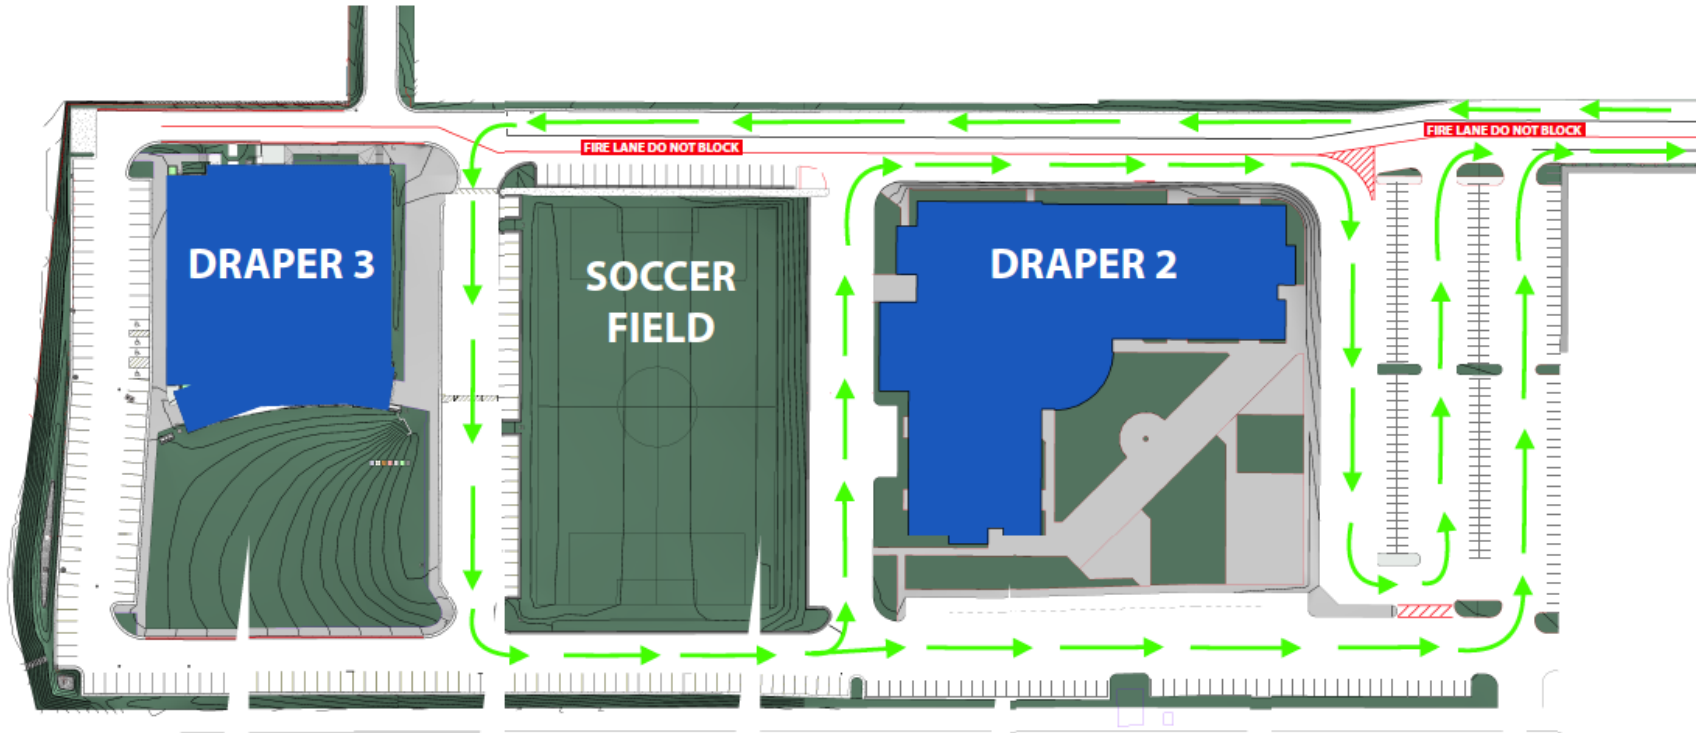 FIRE LANE DO NOT BLOCK
FIRE LANE DO NOT BLOCK
DRAPER 3
SOCCER
FIELD
DRAPER 2